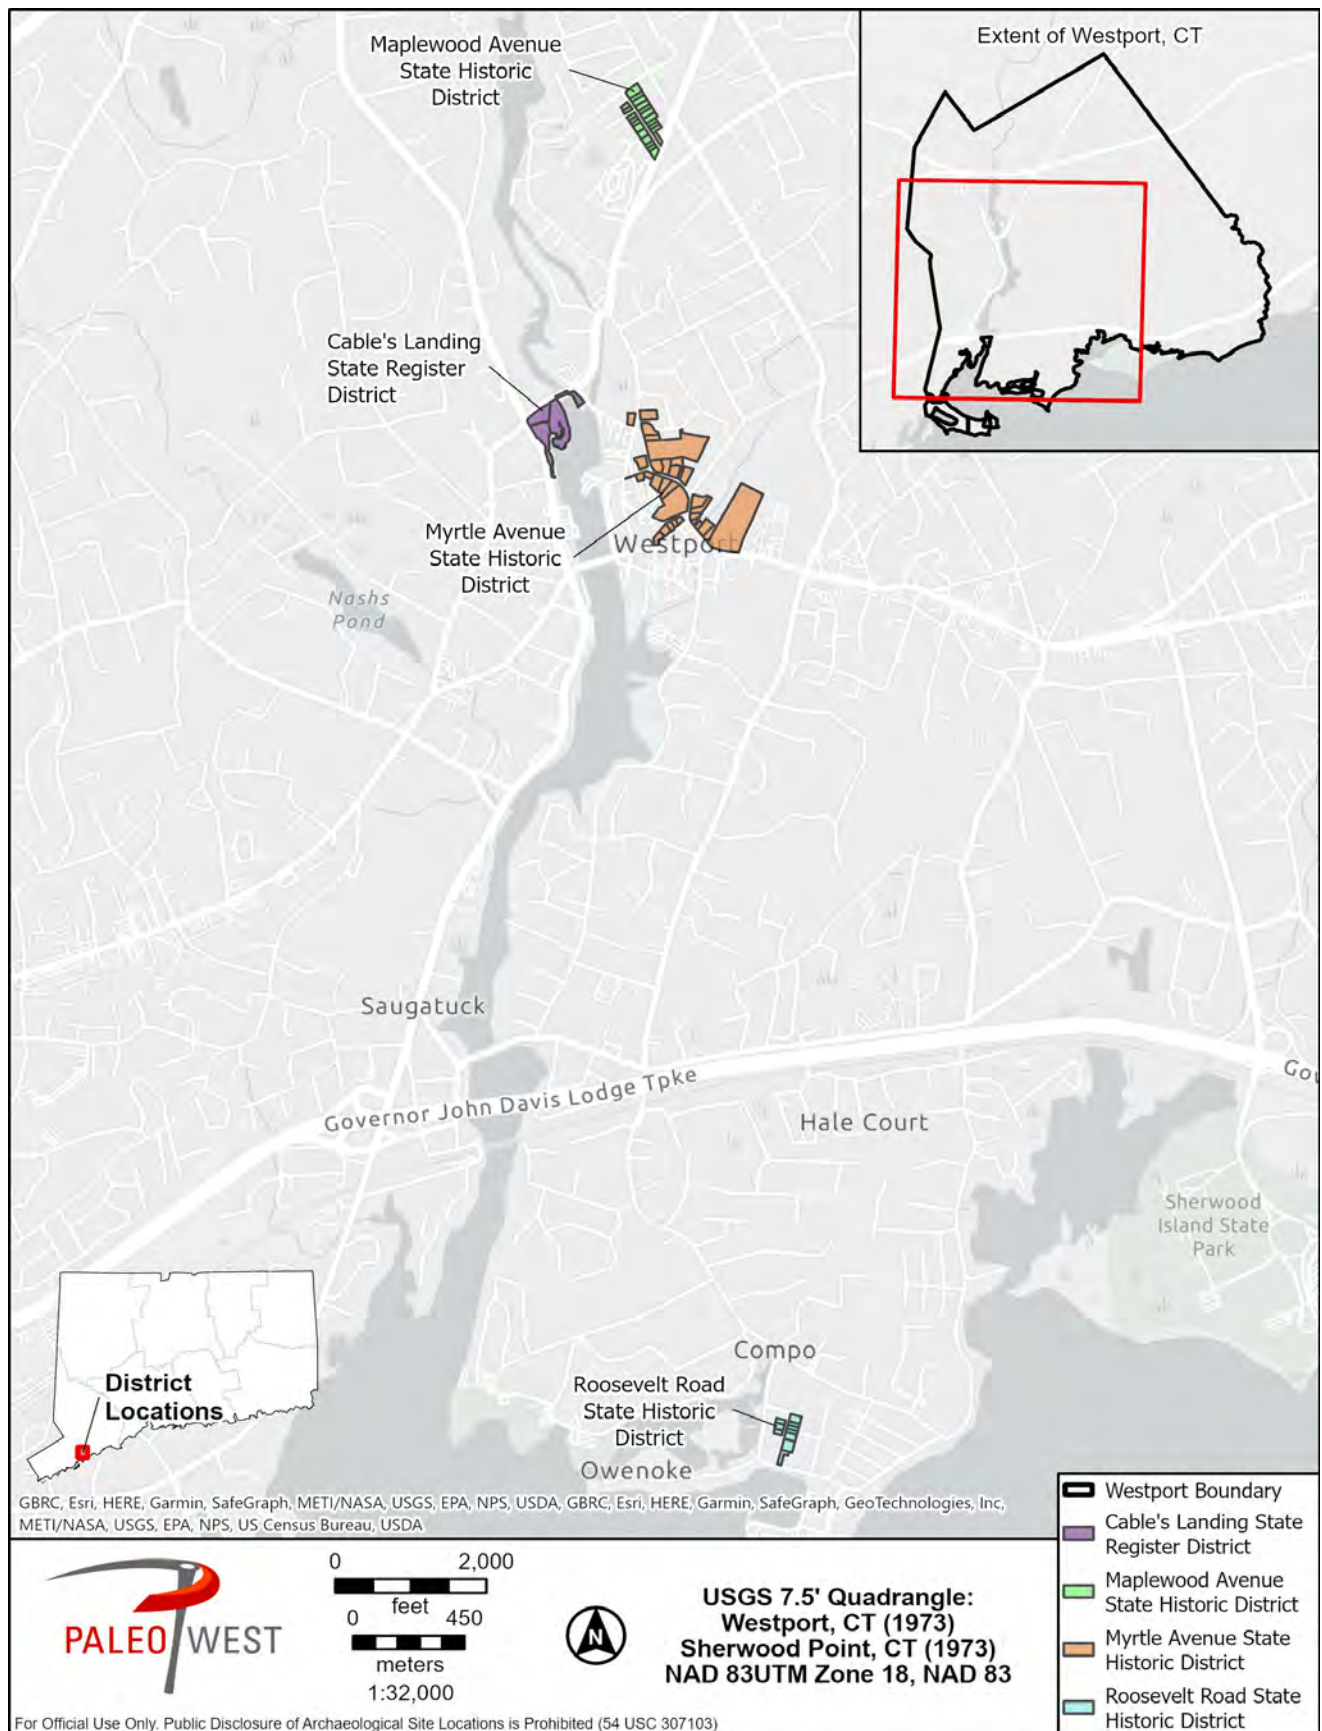 Maplewood Avenue
State Historic
District
Extent of Westport, CT
Cable's Landing
State Register
District
Myrtle Avenue
State Historic
District
Westport
Nashs
Pond
Saugatuck
Governor John Davis Lodge Tpke
Gov
Hale Court
Sherwood
Island State
Park
District
Locations
Compo
Roosevelt Road
State Historic
District
Owenoke
GBRC, Esri, HERE, Garmin, SafeGraph, METI/NASA, USGS, EPA, NPS, USDA, GBRC, Esri, HERE, Garmin, SafeGraph, GeoTechnologies, Inc,
METI/NASA, USGS, EPA, NPS, US Census Bureau, USDA
Westport Boundary
Cable's Landing State
Register District
Maplewood Avenue
State Historic District
Myrtle Avenue State
Historic District
Roosevelt Road State
Historic District
PALEO WEST
0 2,000
feet
0 450
meters
1:32,000
N
USGS 7.5' Quadrangle:
Westport, CT (1973)
Sherwood Point, CT (1973)
NAD 83UTM Zone 18, NAD 83
For Official Use Only. Public Disclosure of Archaeological Site Locations is Prohibited (54 USC 307103)